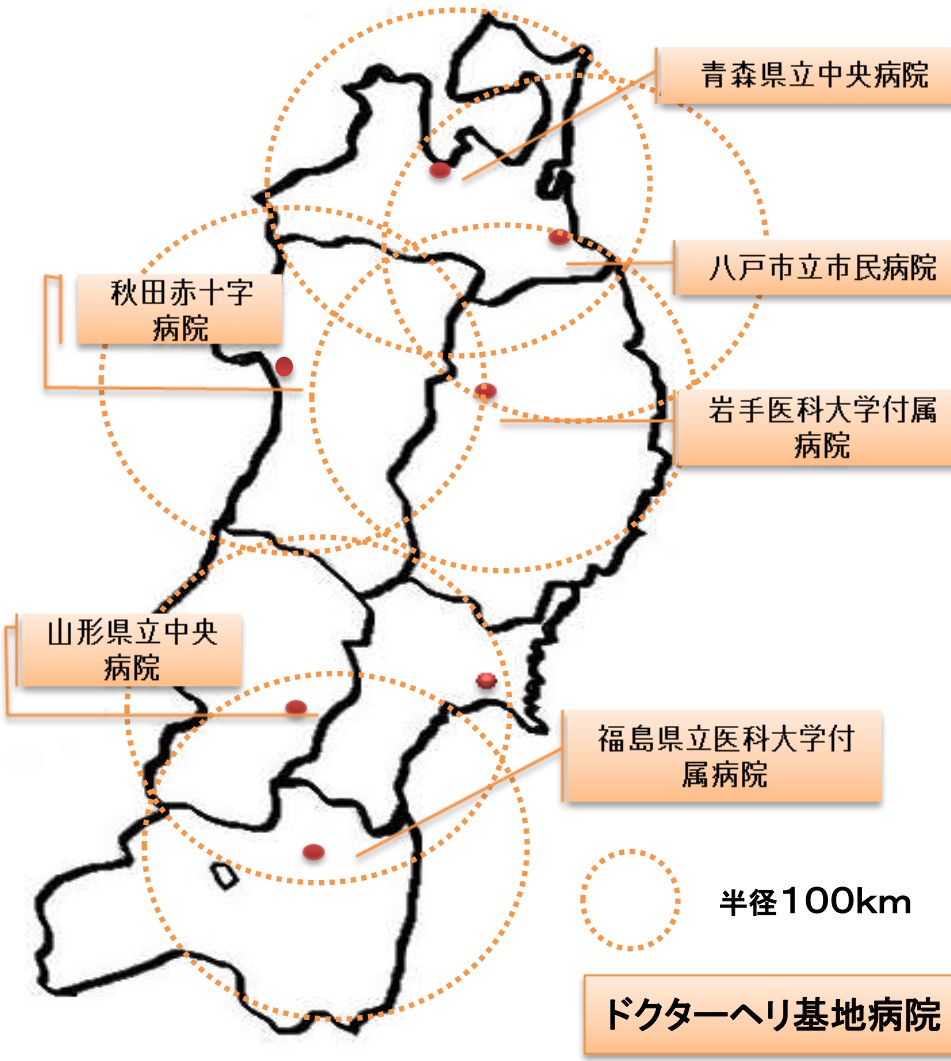 青森県立中央病院
八戸市立市民病院
秋田赤十字
病院
岩手医科大学付属
病院
山形県立中央
病院
福島県立医科大学付
属病院
半径100km
ドクターヘリ基地病院